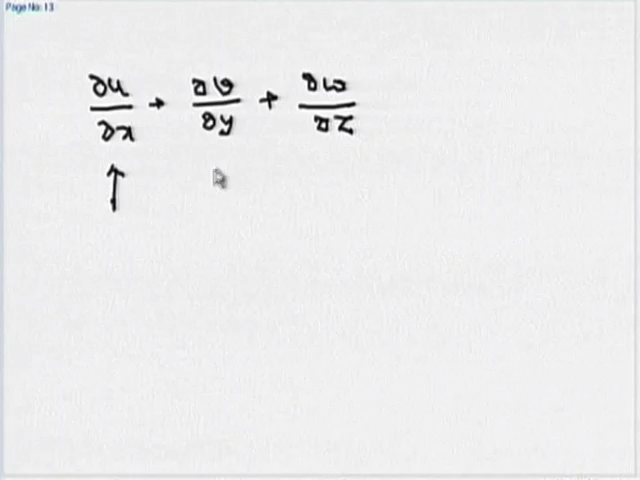 Page No: 13
∂u/∂x + ∂v/∂y + ∂w/∂z